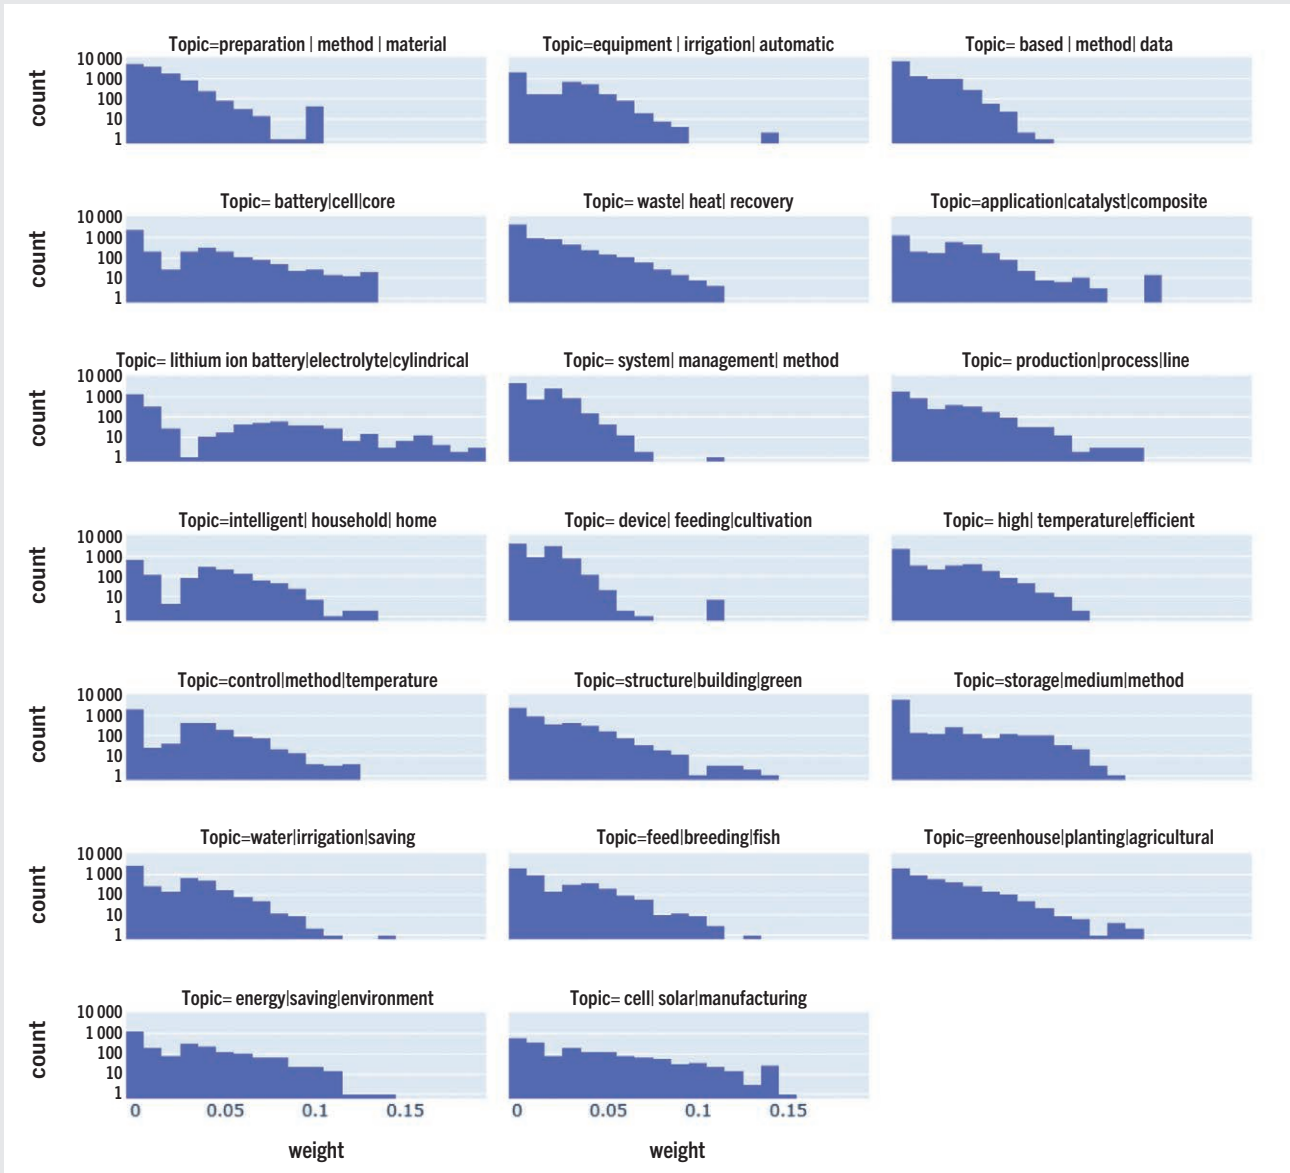 Topic=preparation | method | material
Topic=equipment | irrigation| automatic
Topic= based | method| data
count
10 000
1 000
100
10
1
Topic= battery|cell|core
Topic= waste| heat| recovery
Topic=application|catalyst|composite
count
10 000
1 000
100
10
1
Topic= lithium ion battery|electrolyte|cylindrical
Topic= system| management| method
Topic= production|process|line
count
10 000
1 000
100
10
1
Topic=intelligent| household| home
Topic= device| feeding|cultivation
Topic= high| temperature|efficient
count
10 000
1 000
100
10
1
Topic=control|method|temperature
Topic=structure|building|green
Topic=storage|medium|method
count
10 000
1 000
100
10
1
Topic=water|irrigation|saving
Topic=feed|breeding|fish
Topic=greenhouse|planting|agricultural
count
10 000
1 000
100
10
1
Topic= energy|saving|environment
Topic= cell| solar|manufacturing
count
10 000
1 000
100
10
1
0 0.05 0.1 0.15
0 0.05 0.1 0.15
weight
weight